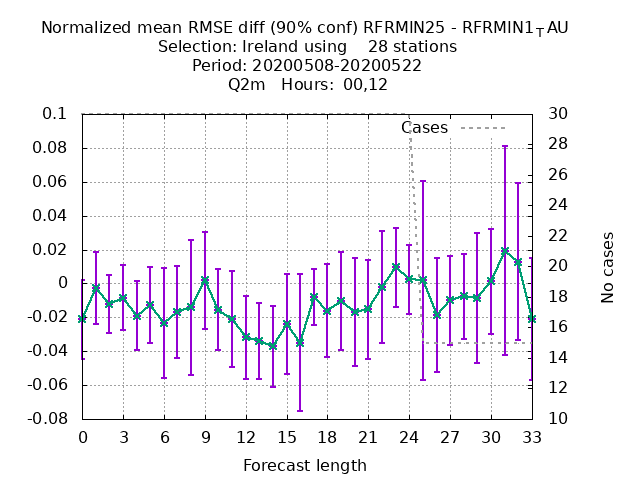 Normalized mean RMSE diff (90% conf) RFRMIN25 - RFRMIN1_TAU
Selection: Ireland using    28 stations
Period: 20200508-20200522
Q2m   Hours:  00,12
Cases
0.1
0.08
0.06
0.04
0.02
0
-0.02
-0.04
-0.06
-0.08
30
28
26
25
24
22
21
20
18
16
14
12
10
No cases
0 3 6 9 12 15 18 21 24 27 30 33
Forecast length